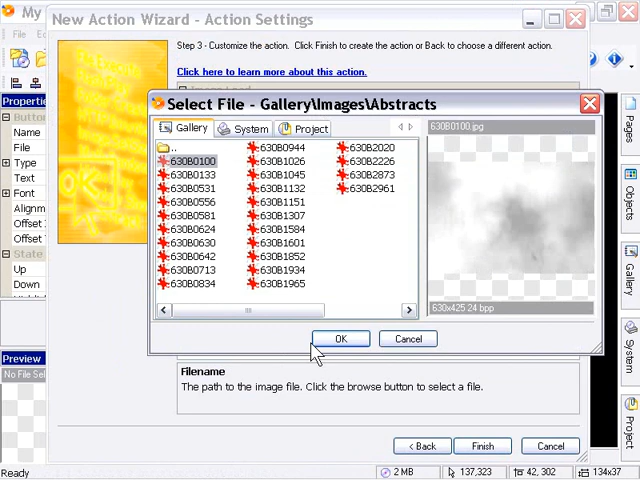 My
New Action Wizard - Action Settings
File
Step 3 - Customize the action. Click Finish to create the action or Back to choose a different action.
Click here to learn more about this action.
Select File - Gallery\Images\Abstracts
Gallery
System
Project
630B0100.jpg
..
630B0100
630B0133
630B0531
630B0556
630B0581
630B0624
630B0630
630B0642
630B0713
630B0834
630B0944
630B1026
630B1045
630B1132
630B1151
630B1307
630B1584
630B1601
630B1852
630B1934
630B1965
630B2020
630B2226
630B2873
630B2961
630x425 24 bpp
OK
Cancel
Properties
Name
File
Type
Text
Font
Alignm
Offset
Offset
State
Up
Down
Preview
No File Sel
Filename
The path to the image file. Click the browse button to select a file.
< Back
Finish
Cancel
Pages
Objects
Gallery
System
Project
Ready
2 MB
137,323
42, 302
134x37